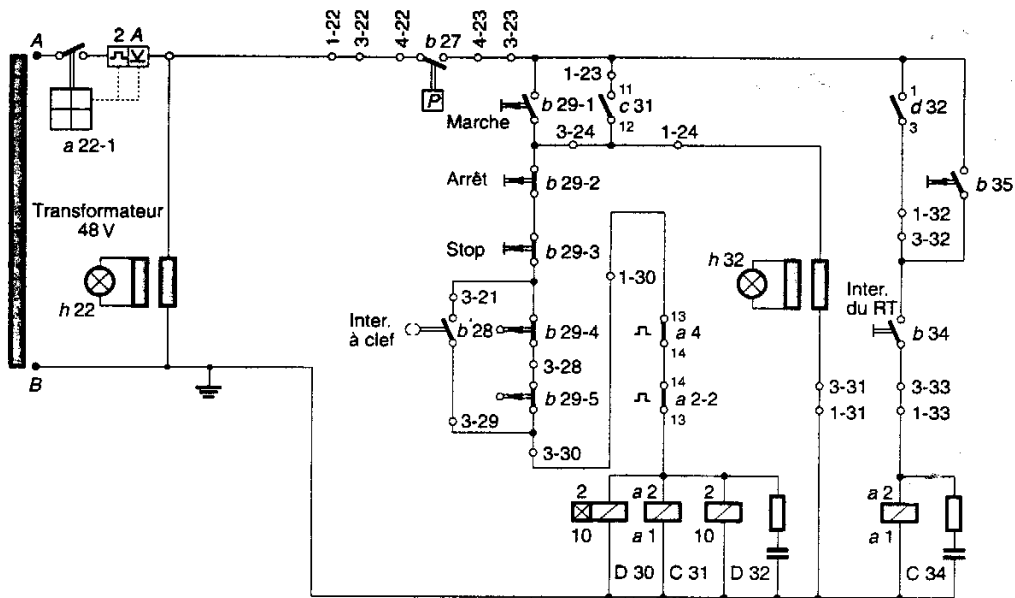 A
2 A
a 22-1
1-22
3-22
4-22
b 27
P
4-23
3-23
b 29-1
Marche
1-23
11
c 31
12
3-24
1-24
1
d 32
3
b 35
Arrêt
b 29-2
Transformateur
48 V
1-32
3-32
Stop
b 29-3
h 22
1-30
h 32
3-21
Inter.
à clef
b 28
b 29-4
3-28
13
a 4
14
Inter.
du RT
b 34
B
b 29-5
3-29
14
a 2-2
13
3-31
1-31
3-33
1-33
3-30
2
10
D 30
a 2
a 1
C 31
2
10
D 32
a 2
a 1
C 34